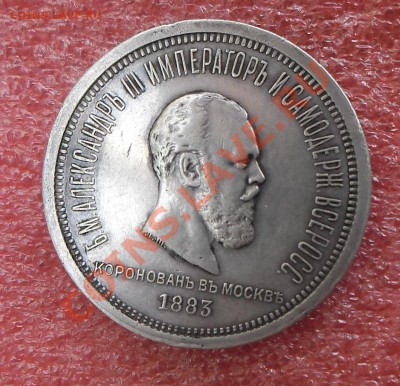 Б.М.АЛЕКСАНДРЪ III ИМПЕРАТОРЪ И САМОДЕРЖ. ВСЕРОСС.
КОРОНОВАНЪ ВЪ МОСКВѢ
1883
COINS.LAVE.RU